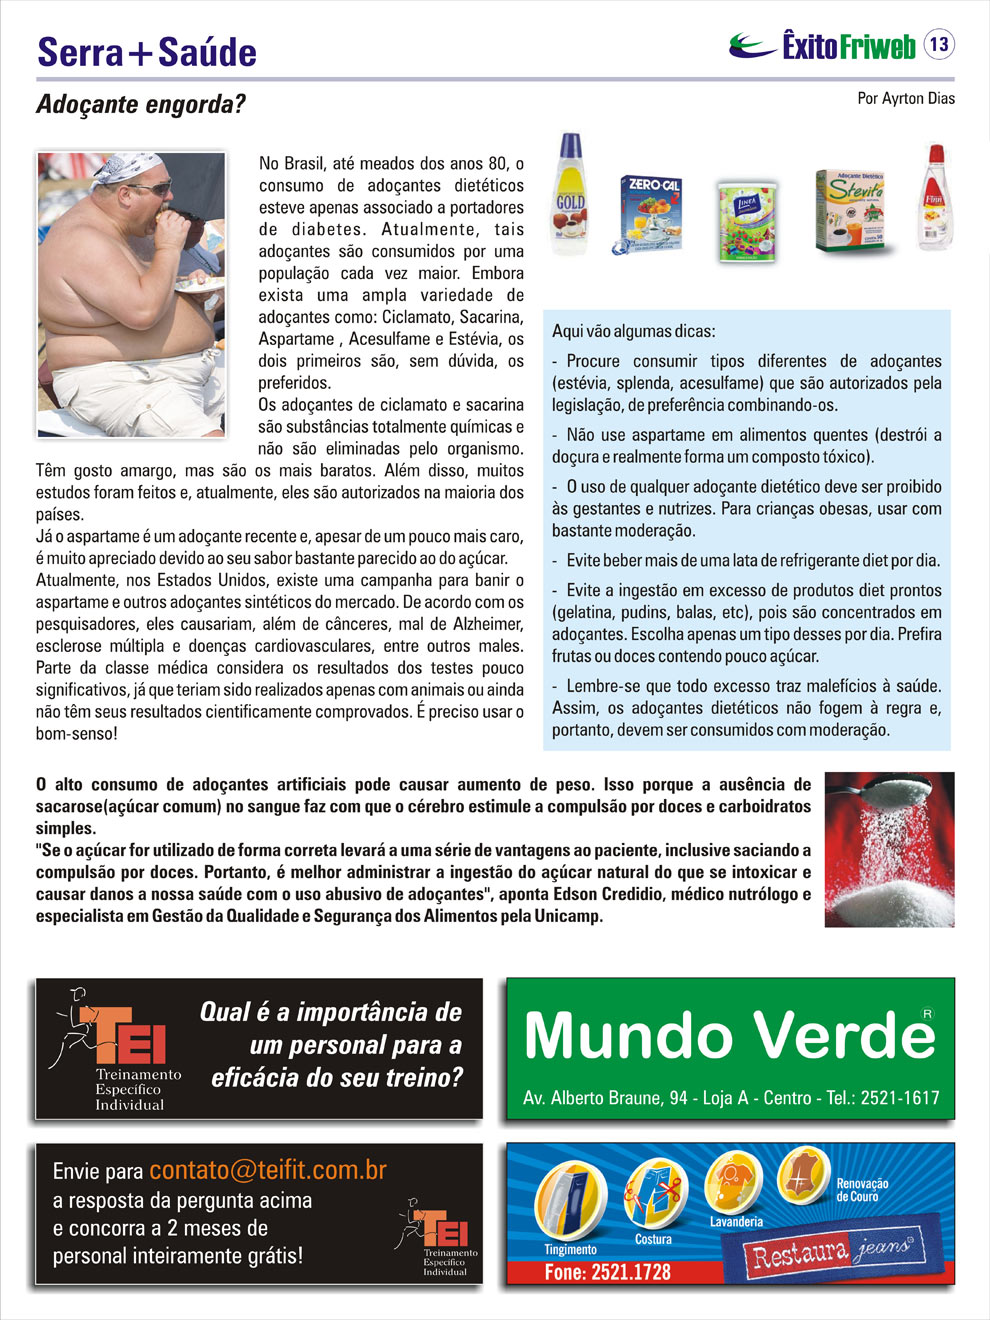 Serra+Saúde
ÊxitoFriweb 13
Adoçante engorda?
Por Ayrton Dias
No Brasil, até meados dos anos 80, o
consumo de adoçantes dietéticos
esteve apenas associado a portadores
de diabetes. Atualmente, tais
adoçantes são consumidos por uma
população cada vez maior. Embora
exista uma ampla variedade de
adoçantes como: Ciclamato, Sacarina,
Aspartame , Acesulfame e Estévia, os
dois primeiros são, sem dúvida, os
preferidos.
Os adoçantes de ciclamato e sacarina
são substâncias totalmente químicas e
não são eliminadas pelo organismo.
Têm gosto amargo, mas são os mais baratos. Além disso, muitos
estudos foram feitos e, atualmente, eles são autorizados na maioria dos
países.
Já o aspartame é um adoçante recente e, apesar de um pouco mais caro,
é muito apreciado devido ao seu sabor bastante parecido ao do açúcar.
Atualmente, nos Estados Unidos, existe uma campanha para banir o
aspartame e outros adoçantes sintéticos do mercado. De acordo com os
pesquisadores, eles causariam, além de cânceres, mal de Alzheimer,
esclerose múltipla e doenças cardiovasculares, entre outros males.
Parte da classe médica considera os resultados dos testes pouco
significativos, já que teriam sido realizados apenas com animais ou ainda
não têm seus resultados cientificamente comprovados. É preciso usar o
bom-senso!
GOLD
ZERO-CAL
LINEA
Adoçante Dietético
Stevita
Finn
Aqui vão algumas dicas:
- Procure consumir tipos diferentes de adoçantes
(estévia, splenda, acesulfame) que são autorizados pela
legislação, de preferência combinando-os.
- Não use aspartame em alimentos quentes (destrói a
doçura e realmente forma um composto tóxico).
- O uso de qualquer adoçante dietético deve ser proibido
às gestantes e nutrizes. Para crianças obesas, usar com
bastante moderação.
- Evite beber mais de uma lata de refrigerante diet por dia.
- Evite a ingestão em excesso de produtos diet prontos
(gelatina, pudins, balas, etc), pois são concentrados em
adoçantes. Escolha apenas um tipo desses por dia. Prefira
frutas ou doces contendo pouco açúcar.
- Lembre-se que todo excesso traz malefícios à saúde.
Assim, os adoçantes dietéticos não fogem à regra e,
portanto, devem ser consumidos com moderação.
O alto consumo de adoçantes artificiais pode causar aumento de peso. Isso porque a ausência de
sacarose(açúcar comum) no sangue faz com que o cérebro estimule a compulsão por doces e carboidratos
simples.
"Se o açúcar for utilizado de forma correta levará a uma série de vantagens ao paciente, inclusive saciando a
compulsão por doces. Portanto, é melhor administrar a ingestão do açúcar natural do que se intoxicar e
causar danos a nossa saúde com o uso abusivo de adoçantes", aponta Edson Credidio, médico nutrólogo e
especialista em Gestão da Qualidade e Segurança dos Alimentos pela Unicamp.
TEI
Treinamento
Específico
Individual
Qual é a importância de
um personal para a
eficácia do seu treino?
Mundo Verde®
Av. Alberto Braune, 94 - Loja A - Centro - Tel.: 2521-1617
Envie para contato@teifit.com.br
a resposta da pergunta acima
e concorra a 2 meses de
personal inteiramente grátis!
TEI
Treinamento
Específico
Individual
Tingimento
Costura
Lavanderia
Renovação
de Couro
Restaura jeans
Fone: 2521.1728